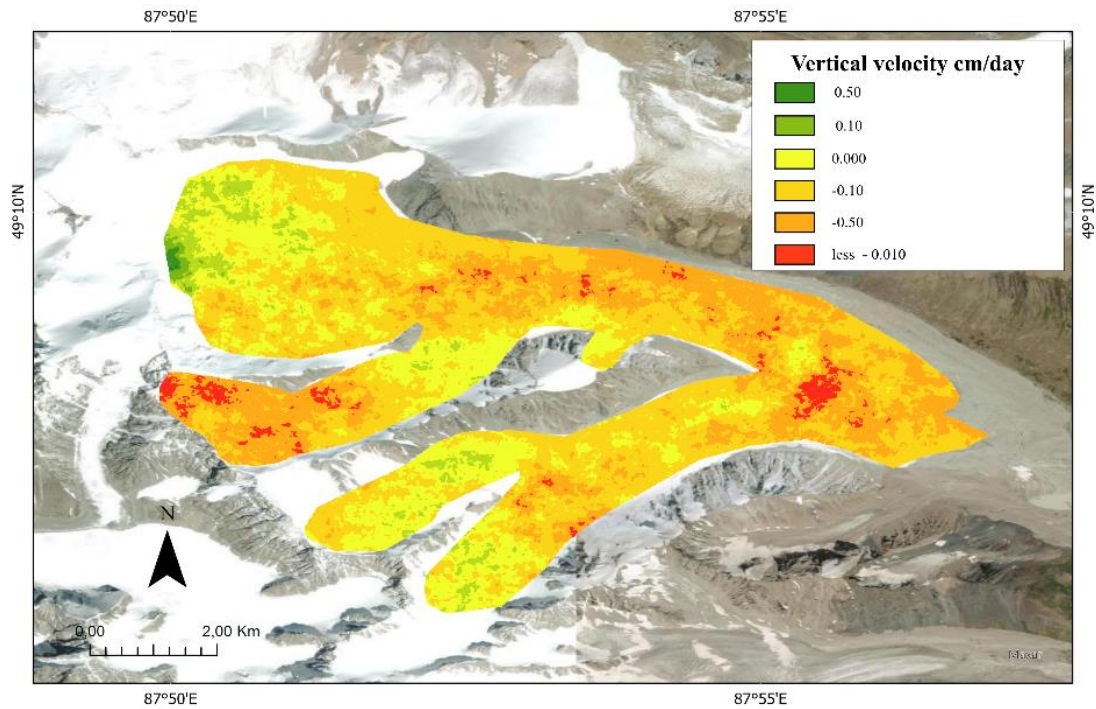 87°50'E 87°55'E
Vertical velocity cm/day
0.50
0.10
0.000
-0.10
-0.50
less - 0.010
49°10'N 49°10'N
N
0,00 2,00 Km
Maxar
87°50'E 87°55'E